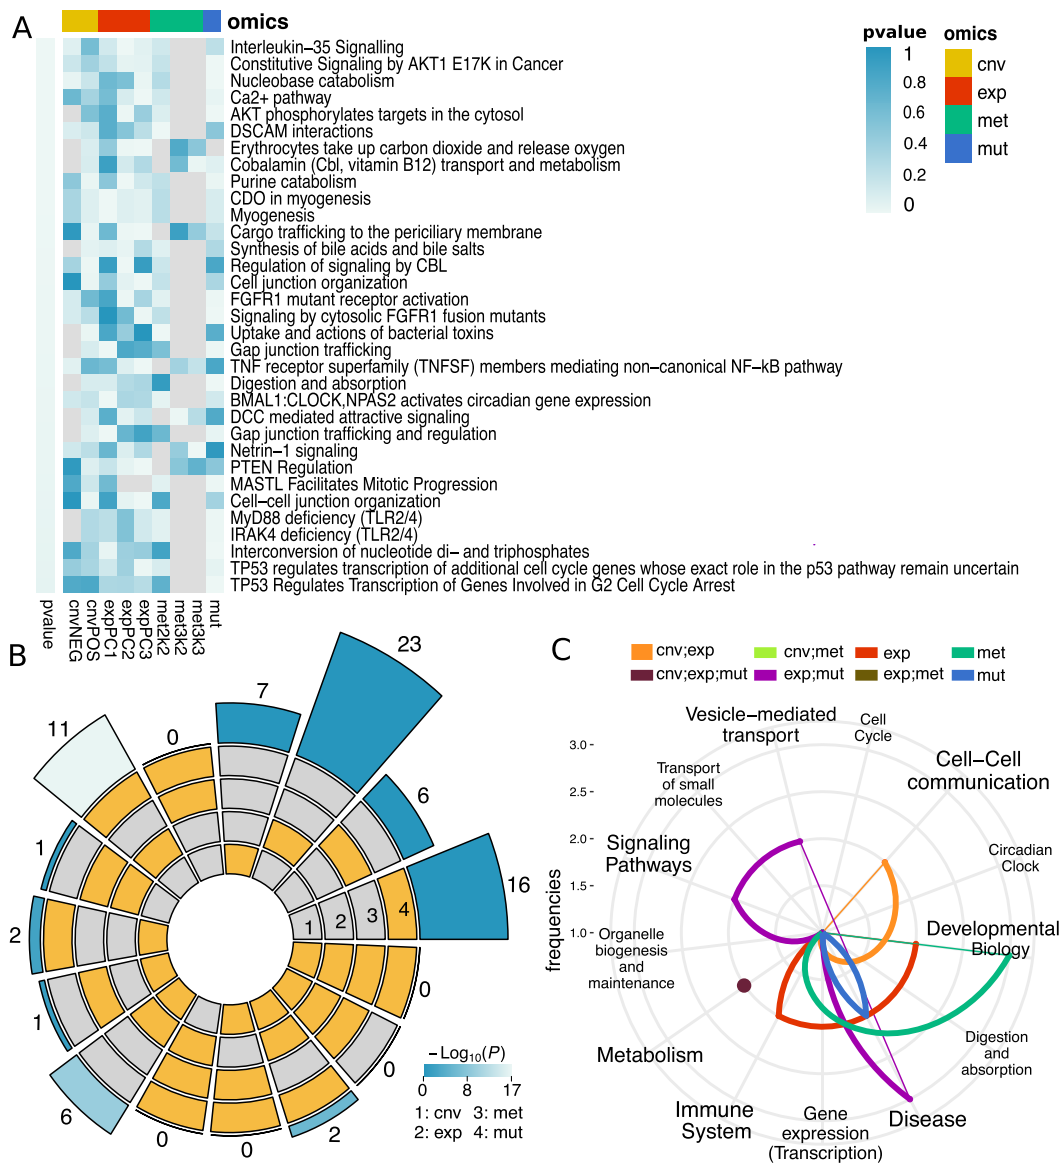 A
omics
Interleukin−35 Signalling
Constitutive Signaling by AKT1 E17K in Cancer
Nucleobase catabolism
Ca2+ pathway
AKT phosphorylates targets in the cytosol
DSCAM interactions
Erythrocytes take up carbon dioxide and release oxygen
Cobalamin (Cbl, vitamin B12) transport and metabolism
Purine catabolism
CDO in myogenesis
Myogenesis
Cargo trafficking to the periciliary membrane
Synthesis of bile acids and bile salts
Regulation of signaling by CBL
Cell junction organization
FGFR1 mutant receptor activation
Signaling by cytosolic FGFR1 fusion mutants
Uptake and actions of bacterial toxins
Gap junction trafficking
TNF receptor superfamily (TNFSF) members mediating non−canonical NF−kB pathway
Digestion and absorption
BMAL1:CLOCK,NPAS2 activates circadian gene expression
DCC mediated attractive signaling
Gap junction trafficking and regulation
Netrin−1 signaling
PTEN Regulation
MASTL Facilitates Mitotic Progression
Cell−cell junction organization
MyD88 deficiency (TLR2/4)
IRAK4 deficiency (TLR2/4)
Interconversion of nucleotide di− and triphosphates
TP53 regulates transcription of additional cell cycle genes whose exact role in the p53 pathway remain uncertain
TP53 Regulates Transcription of Genes Involved in G2 Cell Cycle Arrest
pvalue
cnvNEG
cnvPOS
expPC1
expPC2
expPC3
met2k2
met3k2
met3k3
mut
pvalue
1
0.8
0.6
0.4
0.2
0
omics
cnv
exp
met
mut
B
23
7
0
11
6
1
16
1
2
3
4
2
0
1
0
6
2
0
0
−Log10(P)
0
8
17
1: cnv 3: met
2: exp 4: mut
C
cnv;exp
cnv;met
exp
met
cnv;exp;mut
exp;mut
exp;met
mut
Vesicle−mediated
transport
Cell
Cycle
Cell−Cell
communication
Circadian
Clock
Developmental
Biology
Digestion
and
absorption
Disease
Gene
expression
(Transcription)
Immune
System
Metabolism
Organelle
biogenesis
and
maintenance
Signaling
Pathways
Transport
of small
molecules
3.0
2.5
2.0
1.5
1.0
frequencies